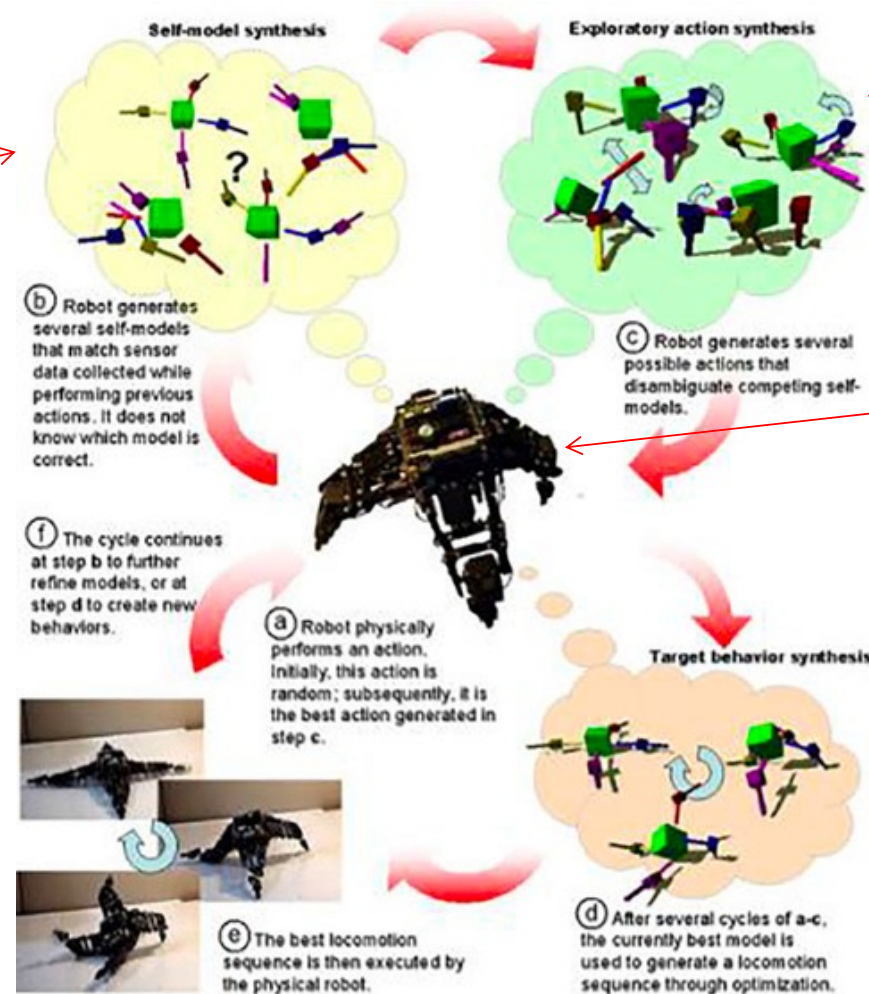 Self-model synthesis
Exploratory action synthesis
?
b Robot generates
several self-models
that match sensor
data collected while
performing previous
actions. It does not
know which model is
correct.
c Robot generates several
possible actions that
disambiguate competing self-
models.
f The cycle continues
at step b to further
refine models, or at
step d to create new
behaviors.
a Robot physically
performs an action.
Initially, this action is
random; subsequently, it is
the best action generated in
step c.
Target behavior synthesis
d After several cycles of a-c,
the currently best model is
used to generate a locomotion
sequence through optimization.
e The best locomotion
sequence is then executed by
the physical robot.